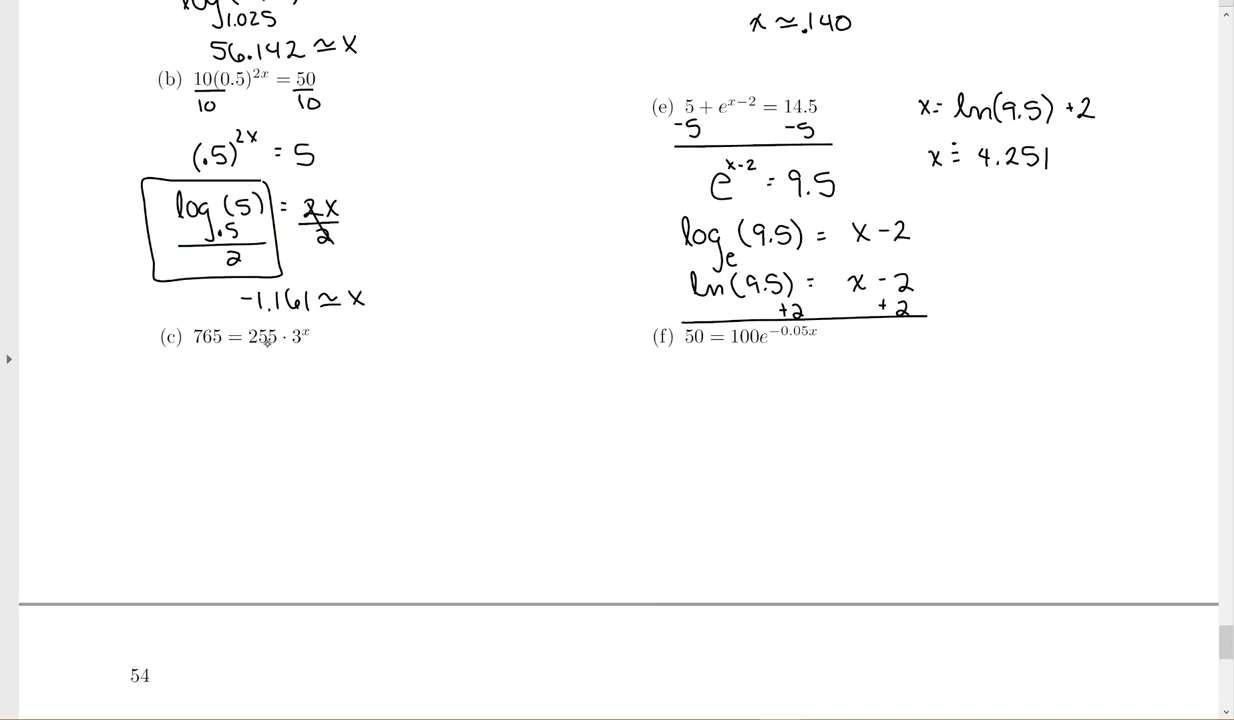 1.025
56.142 ≃ x
(b) 10(0.5)^{2x} = 50
10 10
(.5)^{2x} = 5
log_{.5}(5) = 2x
2 2
-1.161 ≃ x
(c) 765 = 255 · 3^x
x ≃ .140
(e) 5 + e^{x−2} = 14.5
-5 -5
e^{x-2} = 9.5
log_e(9.5) = x - 2
ln(9.5) = x - 2
+2 +2
x = ln(9.5) + 2
x ≐ 4.251
(f) 50 = 100e^{−0.05x}
54